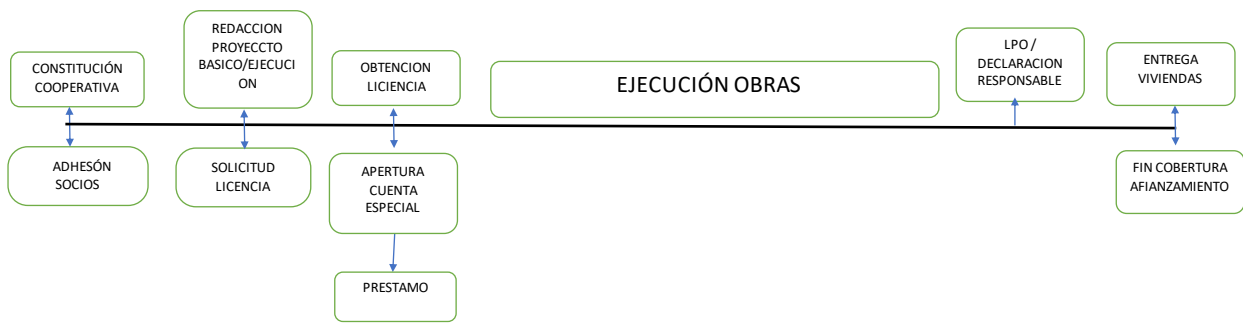 CONSTITUCIÓN
COOPERATIVA
REDACCION
PROYECCTO
BASICO/EJECUCI
ON
OBTENCION
LICIENCIA
EJECUCIÓN OBRAS
LPO /
DECLARACION
RESPONSABLE
ENTREGA
VIVIENDAS
ADHESÓN
SOCIOS
SOLICITUD
LICENCIA
APERTURA
CUENTA
ESPECIAL
FIN COBERTURA
AFIANZAMIENTO
PRESTAMO